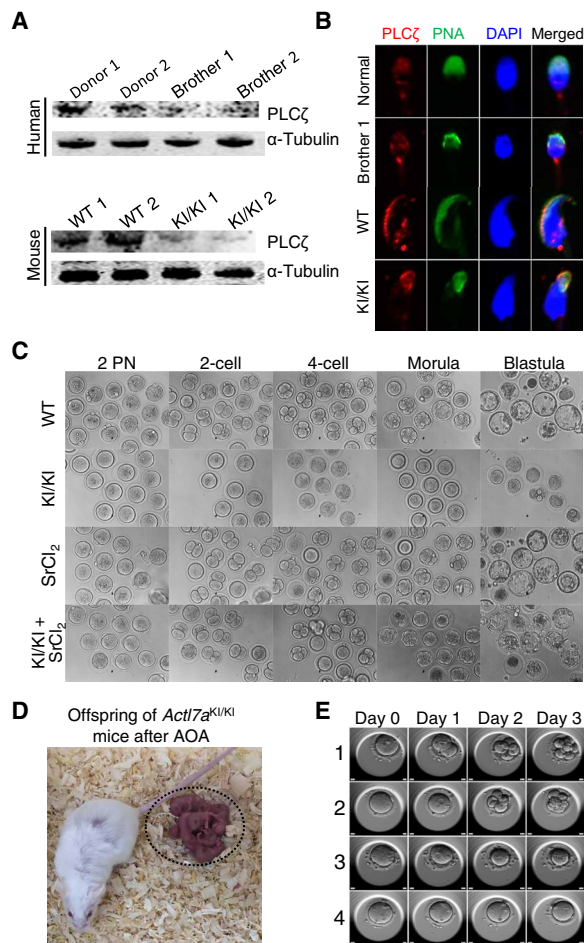 A
Donor 1 Donor 2 Brother 1 Brother 2
Human
PLCζ
α-Tubulin
WT 1 WT 2 KI/KI 1 KI/KI 2
Mouse
PLCζ
α-Tubulin
B
PLCζ PNA DAPI Merged
Normal
Brother 1
WT
KI/KI
C
2 PN 2-cell 4-cell Morula Blastula
WT
KI/KI
SrCl₂
KI/KI +
SrCl₂
D
Offspring of Actl7aᴷᴵ/ᴷᴵ
mice after AOA
E
Day 0 Day 1 Day 2 Day 3
1
2
3
4